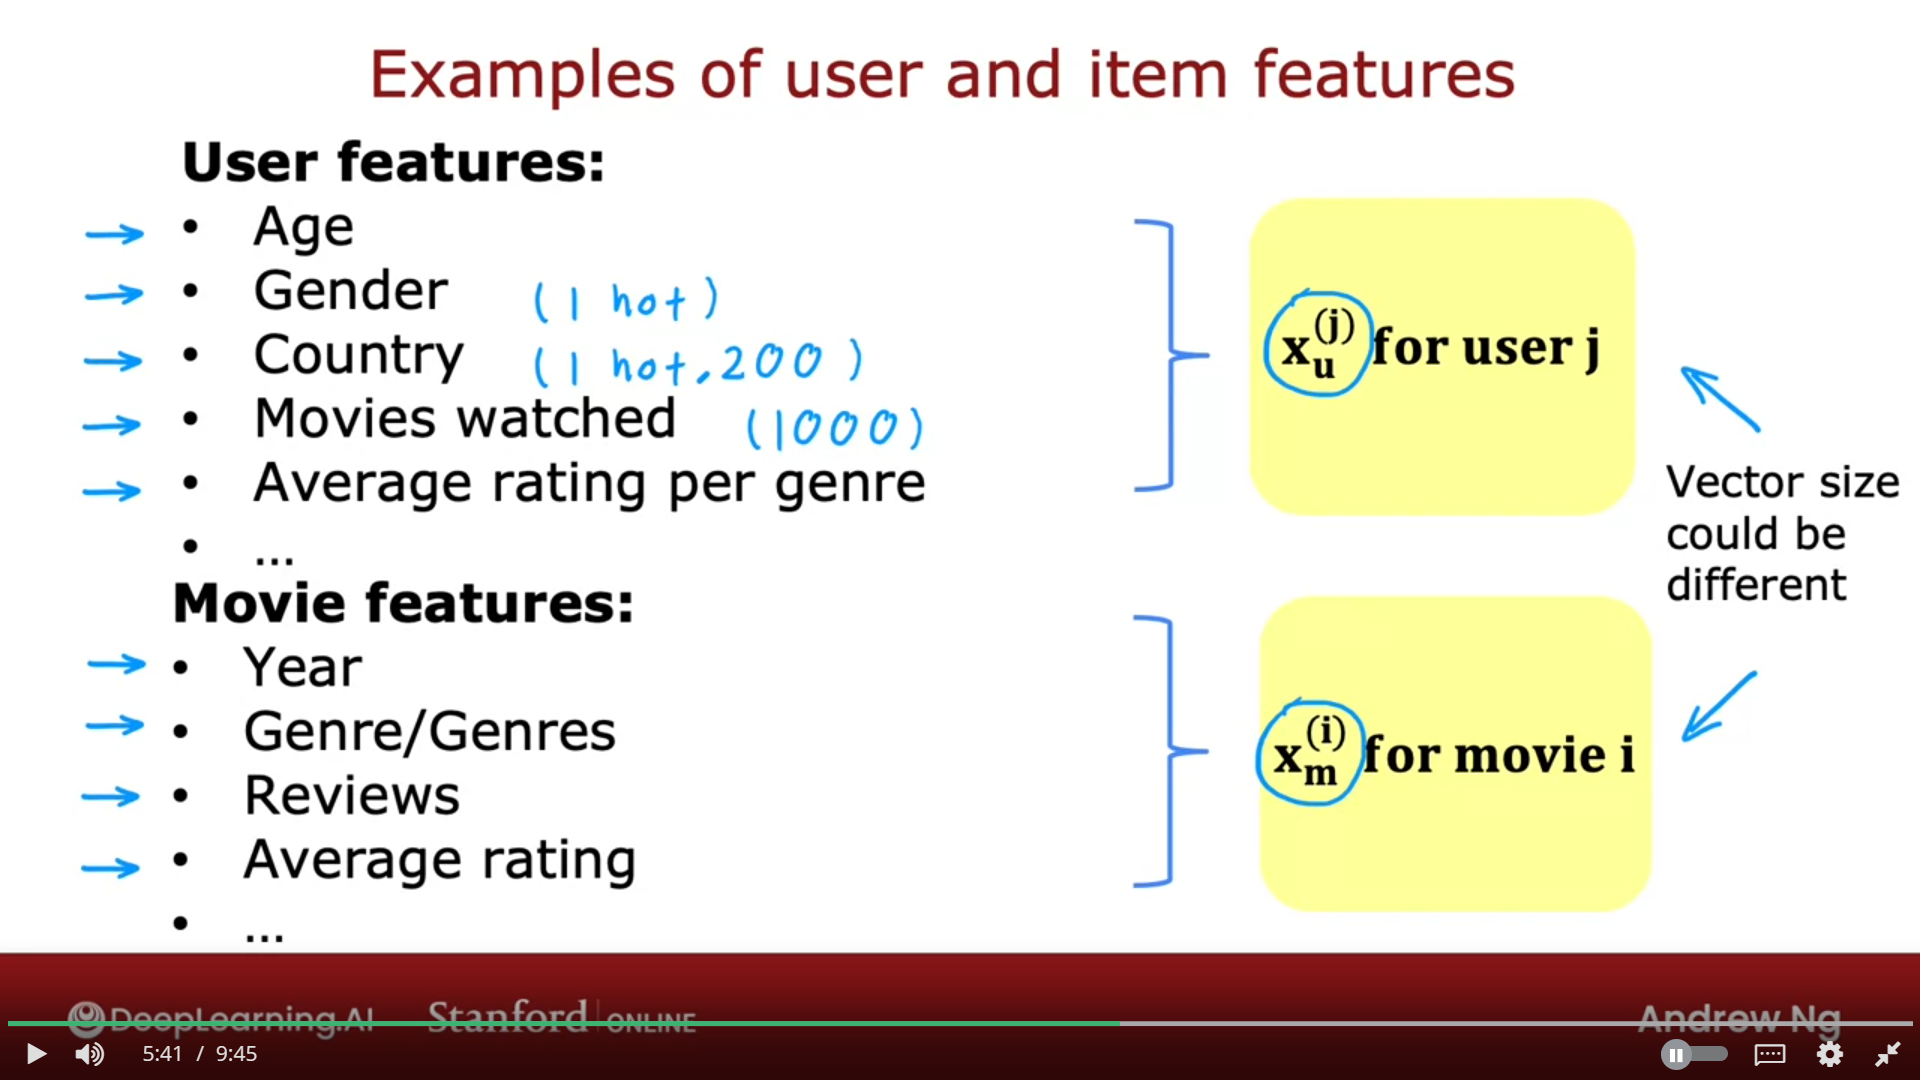 Examples of user and item features
User features:
• Age
• Gender (1 hot)
• Country (1 hot, 200)
• Movies watched (1000)
• Average rating per genre
• ...
x_u^(j) for user j
Vector size
could be
different
Movie features:
• Year
• Genre/Genres
• Reviews
• Average rating
• ...
x_m^(i) for movie i
DeepLearning.AI Stanford | ONLINE Andrew Ng
5:41 / 9:45